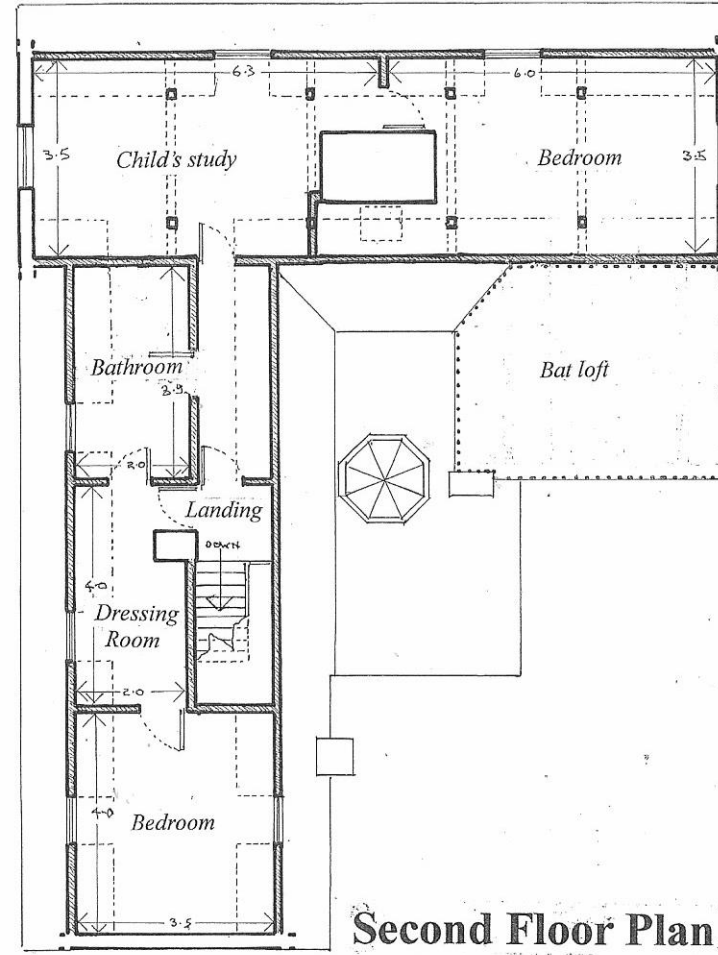 6.3
6.0
3.5
Child's study
Bedroom
3.5
Bathroom
3.9
Bat loft
2.0
Landing
DOWN
4.0
Dressing
Room
2.0
4.0
Bedroom
3.5
Second Floor Plan